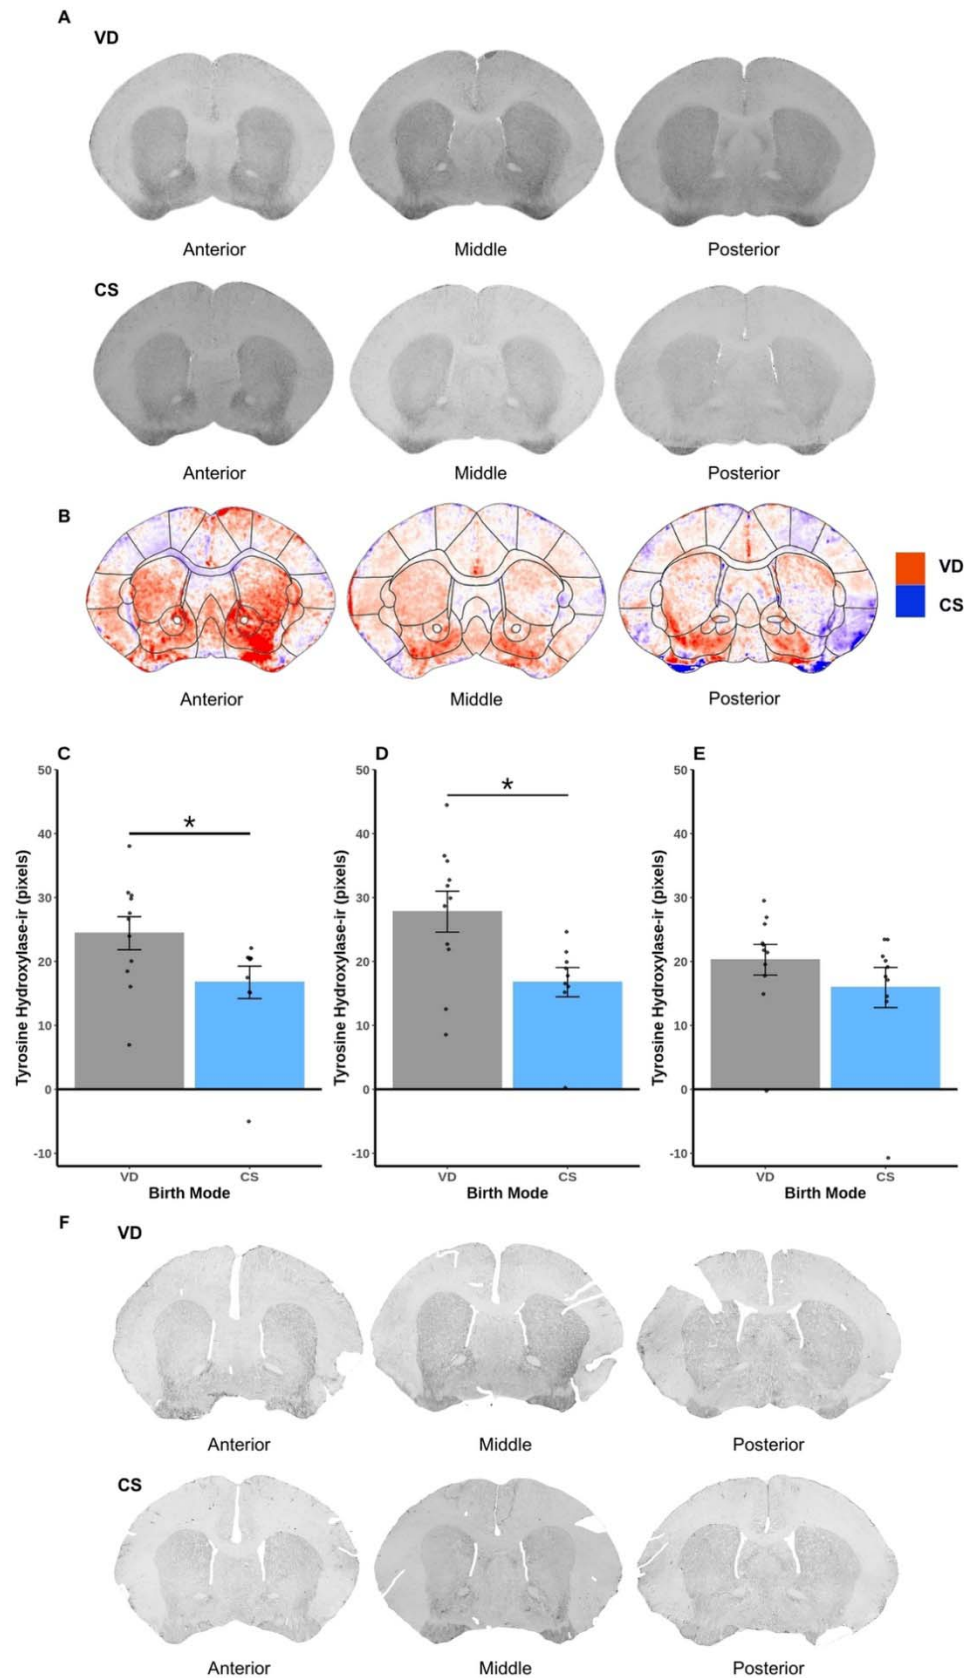 A
VD
Anterior Middle Posterior
CS
Anterior Middle Posterior
B
VD
CS
Anterior Middle Posterior
C D E
50 50 50
* *
40 40 40
30 30 30
20 20 20
10 10 10
0 0 0
-10 -10 -10
Tyrosine Hydroxylase-ir (pixels) Tyrosine Hydroxylase-ir (pixels) Tyrosine Hydroxylase-ir (pixels)
VD CS VD CS VD CS
Birth Mode Birth Mode Birth Mode
F
VD
Anterior Middle Posterior
CS
Anterior Middle Posterior